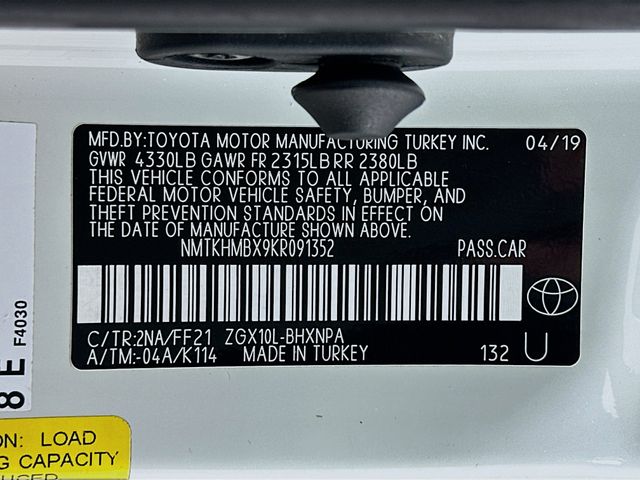 MFD.BY:TOYOTA MOTOR MANUFACTURING TURKEY INC. 04/19
GVWR 4330LB GAWR FR 2315LB RR 2380LB
THIS VEHICLE CONFORMS TO ALL APPLICABLE
FEDERAL MOTOR VEHICLE SAFETY, BUMPER, AND
THEFT PREVENTION STANDARDS IN EFFECT ON
THE DATE OF MANUFACTURE SHOWN ABOVE.
NMTKHMBX9KR091352 PASS.CAR
C/TR:2NA/FF21 ZGX10L-BHXNPA
A/TM:-04A/K114 MADE IN TURKEY 132 U
8 E F4030
ON: LOAD
G CAPACITY